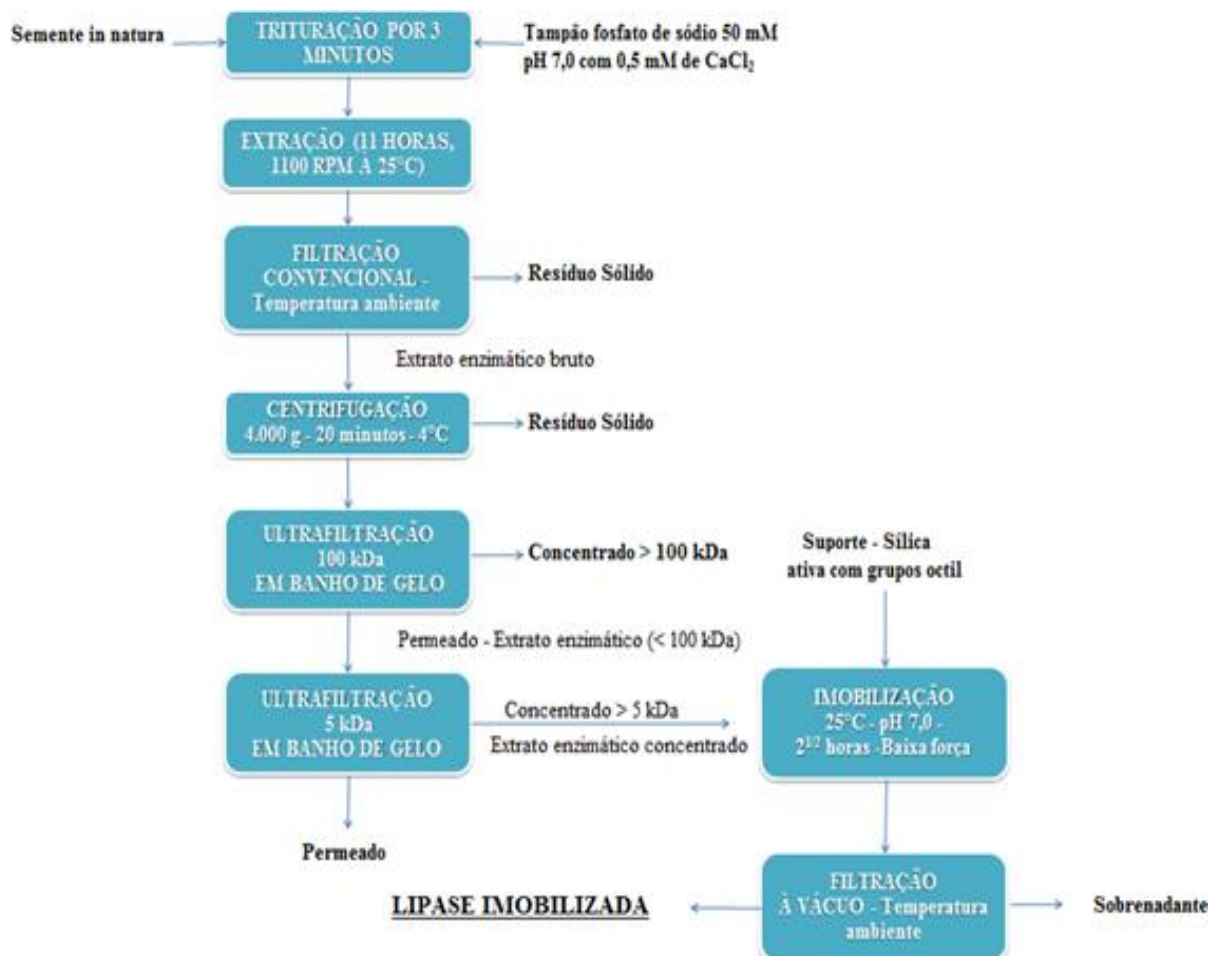 Semente in natura
TRITURAÇÃO POR 3
MINUTOS
Tampão fosfato de sódio 50 mM
pH 7,0 com 0,5 mM de CaCl₂
EXTRAÇÃO (11 HORAS,
1100 RPM À 25°C)
FILTRAÇÃO
CONVENCIONAL -
Temperatura ambiente
Resíduo Sólido
Extrato enzimático bruto
CENTRIFUGAÇÃO
4.000 g - 20 minutos - 4°C
Resíduo Sólido
ULTRAFILTRAÇÃO
100 kDa
EM BANHO DE GELO
Concentrado > 100 kDa
Suporte - Sílica
ativa com grupos octil
Permeado - Extrato enzimático (< 100 kDa)
ULTRAFILTRAÇÃO
5 kDa
EM BANHO DE GELO
Concentrado > 5 kDa
Extrato enzimático concentrado
IMOBILIZAÇÃO
25°C - pH 7,0 -
2¹ᐟ² horas -Baixa força
Permeado
FILTRAÇÃO
À VÁCUO - Temperatura
ambiente
LIPASE IMOBILIZADA
Sobrenadante